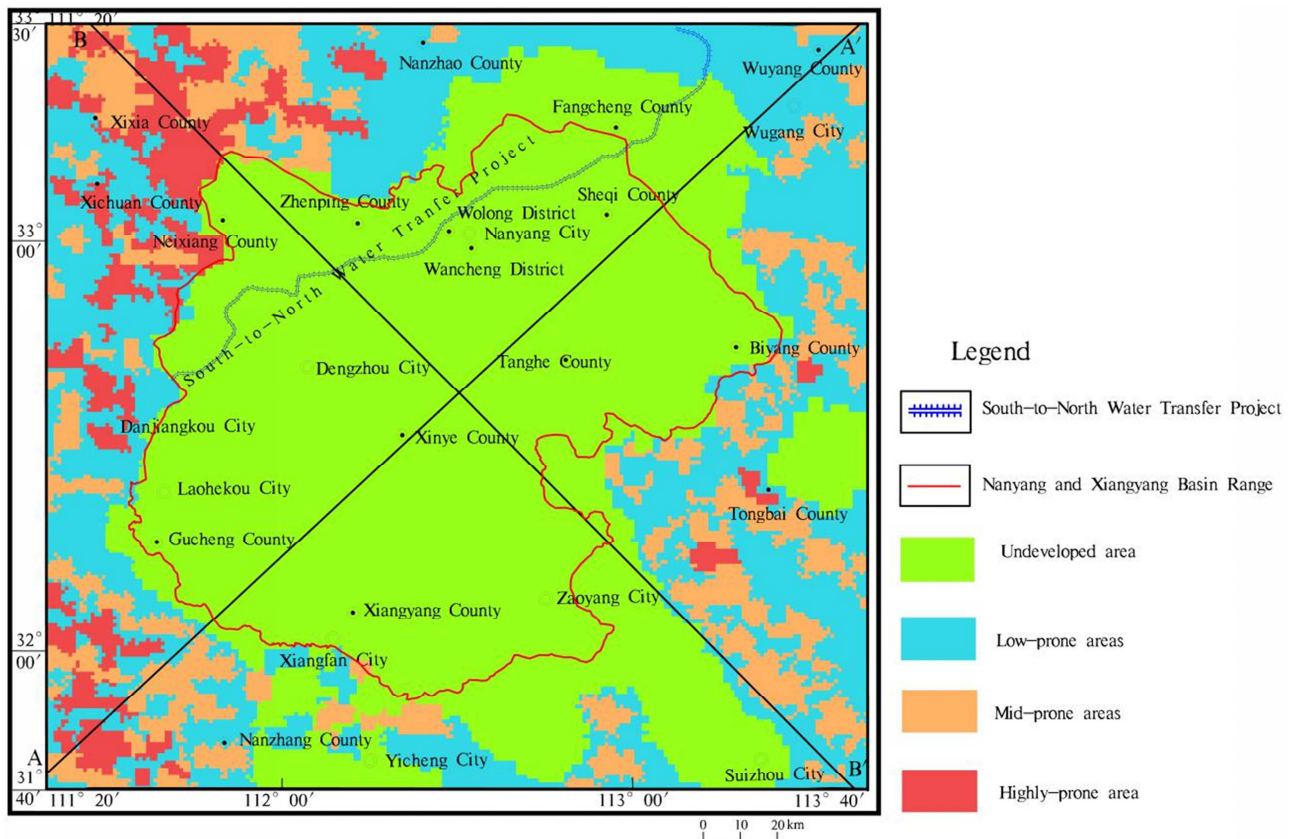 33° 111° 20′
30′
B
A′
Nanzhao County
Wuyang County
Fangcheng County
Xixia County
Wugang City
South-to-North Water Tranfer Project
Xichuan County
Zhenping County
Sheqi County
Wolong District
33°
00′
Neixiang County
Nanyang City
Wancheng District
Biyang County
Dengzhou City
Tanghe County
Danjiangkou City
Xinye County
Laohekou City
Tongbai County
Gucheng County
Zaoyang City
Xiangyang County
32°
00′
Xiangfan City
Nanzhang County
A
Yicheng City
Suizhou City
B′
31°
40′ 111° 20′
112° 00′
113° 00′
113° 40′
0 10 20km
Legend
South-to-North Water Transfer Project
Nanyang and Xiangyang Basin Range
Undeveloped area
Low-prone areas
Mid-prone areas
Highly-prone area